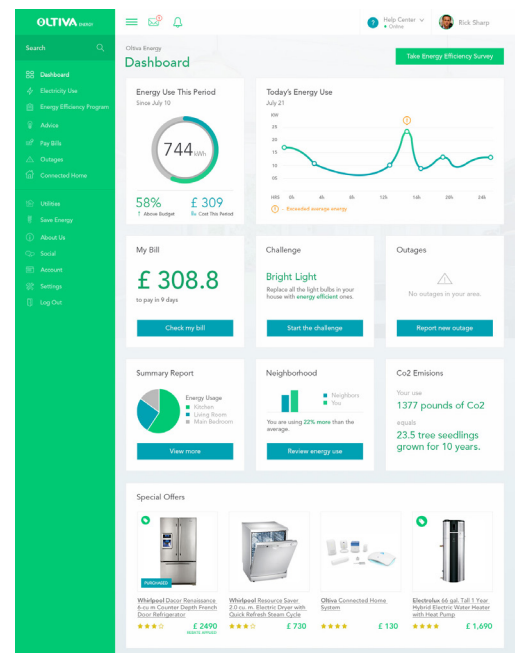 OLTIVA ENERGY
Search
Dashboard
Electricity Use
Energy Efficiency Program
Advice
Pay Bills
Outages
Connected Home
Utilities
Save Energy
About Us
Social
Account
Settings
Log Out
? Help Center
Online
Rick Sharp
Oltiva Energy
Dashboard
Take Energy Efficiency Survey
Energy Use This Period
Since July 10
744 kWh
58%
Above Budget
£ 309
Cost This Period
Today's Energy Use
July 21
KW
25
20
15
10
05
HRS 0h 4h 8h 12h 16h 20h 24h
- Exceeded average energy
My Bill
£ 308.8
to pay in 9 days
Check my bill
Challenge
Bright Light
Replace all the light bulbs in your
house with energy efficient ones.
Start the challenge
Outages
No outages in your area.
Report new outage
Summary Report
Energy Usage
Kitchen
Living Room
Main Bedroom
View more
Neighborhood
Neighbors
You
You are using 22% more than the
average.
Review energy use
Co2 Emisions
Your use
1377 pounds of Co2
equals
23.5 tree seedlings
grown for 10 years.
Special Offers
PURCHASED
Whirlpool Dacor Renaissance
6.cu m Counter Depth French
Door Refrigerator
£ 2490
REBATE APPLIED
Whirlpool Resource Saver
2.0 cu. m. Electric Dryer with
Quick Refresh Steam Cycle
£ 730
Oltiva Connected Home
System
£ 130
Electrolux 66 gal. Tall 1 Year
Hybrid Electric Water Heater
with Heat Pump
£ 1,690